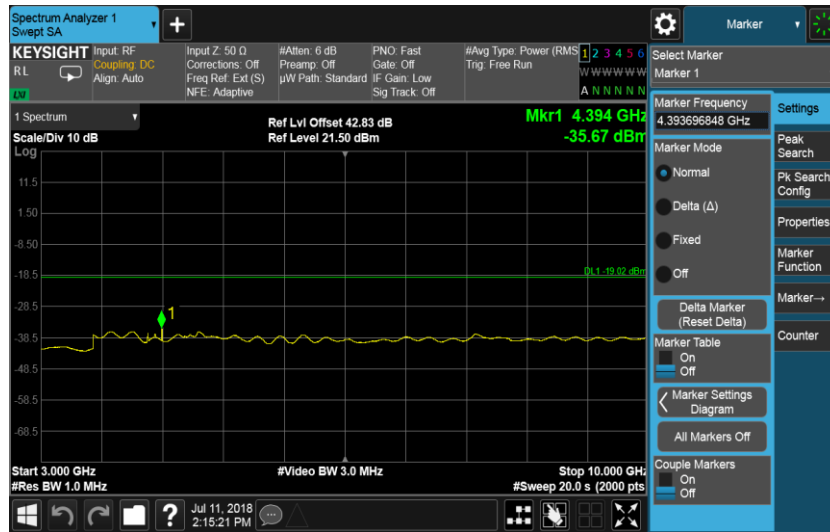 Spectrum Analyzer 1
Swept SA
Marker
KEYSIGHT
RL
LXI
Input: RF
Coupling: DC
Align: Auto
Input Z: 50 Ω
Corrections: Off
Freq Ref: Ext (S)
NFE: Adaptive
#Atten: 6 dB
Preamp: Off
µW Path: Standard
PNO: Fast
Gate: Off
IF Gain: Low
Sig Track: Off
#Avg Type: Power (RMS
Trig: Free Run
1 2 3 4 5 6
W W W W W W
A N N N N N
1 Spectrum
Scale/Div 10 dB
Log
Ref Lvl Offset 42.83 dB
Ref Level 21.50 dBm
Mkr1 4.394 GHz
-35.67 dBm
11.5
1.50
-8.50
-18.5
-28.5
-38.5
-48.5
-58.5
-68.5
DL1 -19.02 dBm
1
Start 3.000 GHz
#Res BW 1.0 MHz
#Video BW 3.0 MHz
Stop 10.000 GHz
#Sweep 20.0 s (2000 pts
?
Jul 11, 2018
2:15:21 PM
Select Marker
Marker 1
Marker Frequency
4.393696848 GHz
Marker Mode
Normal
Delta (Δ)
Fixed
Off
Delta Marker
(Reset Delta)
Marker Table
On
Off
Marker Settings
Diagram
All Markers Off
Couple Markers
On
Off
Settings
Peak
Search
Pk Search
Config
Properties
Marker
Function
Marker→
Counter